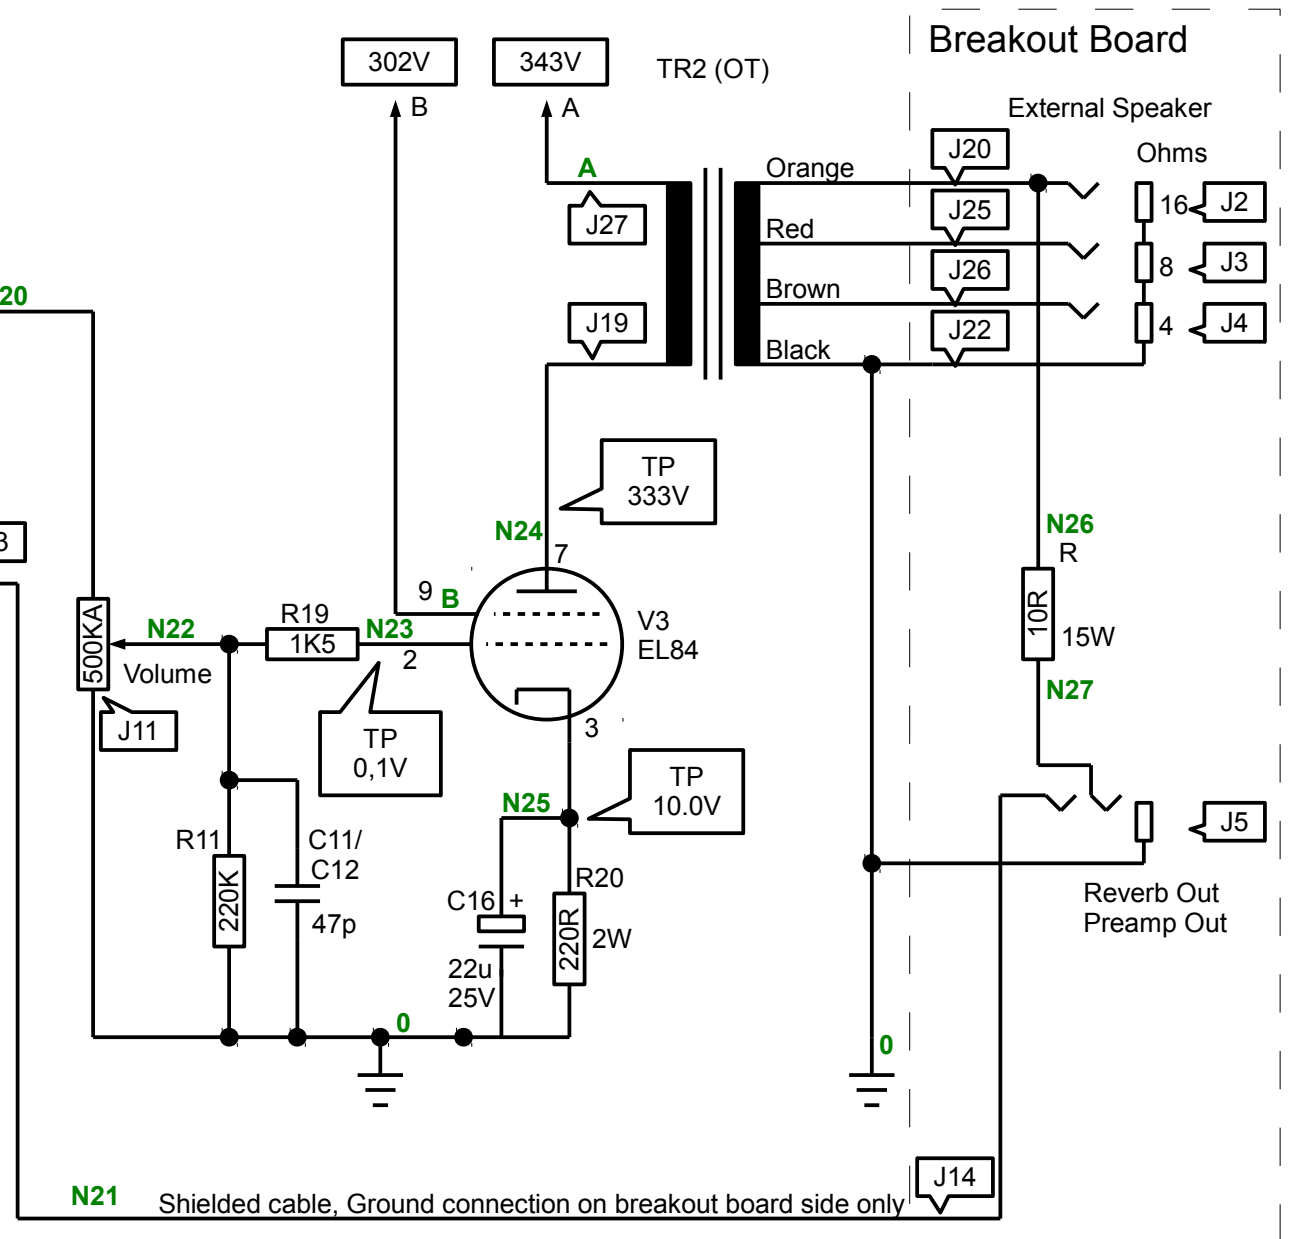 Breakout Board
302V
343V
TR2 (OT)
B
A
External Speaker
Ohms
J20
Orange
A
16
J2
J27
J25
Red
8
J3
J26
Brown
20
J19
J22
4
J4
Black
TP
333V
N24
7
N26
R
3
9
B
10R
15W
R19
V3
EL84
N22
1K5
N23
500KA
2
Volume
N27
J11
TP
0,1V
3
TP
10.0V
N25
J5
R11
C11/
C12
220K
47p
R20
C16
+
220R
2W
22u
25V
Reverb Out
Preamp Out
0
0
J14
N21
Shielded cable, Ground connection on breakout board side only